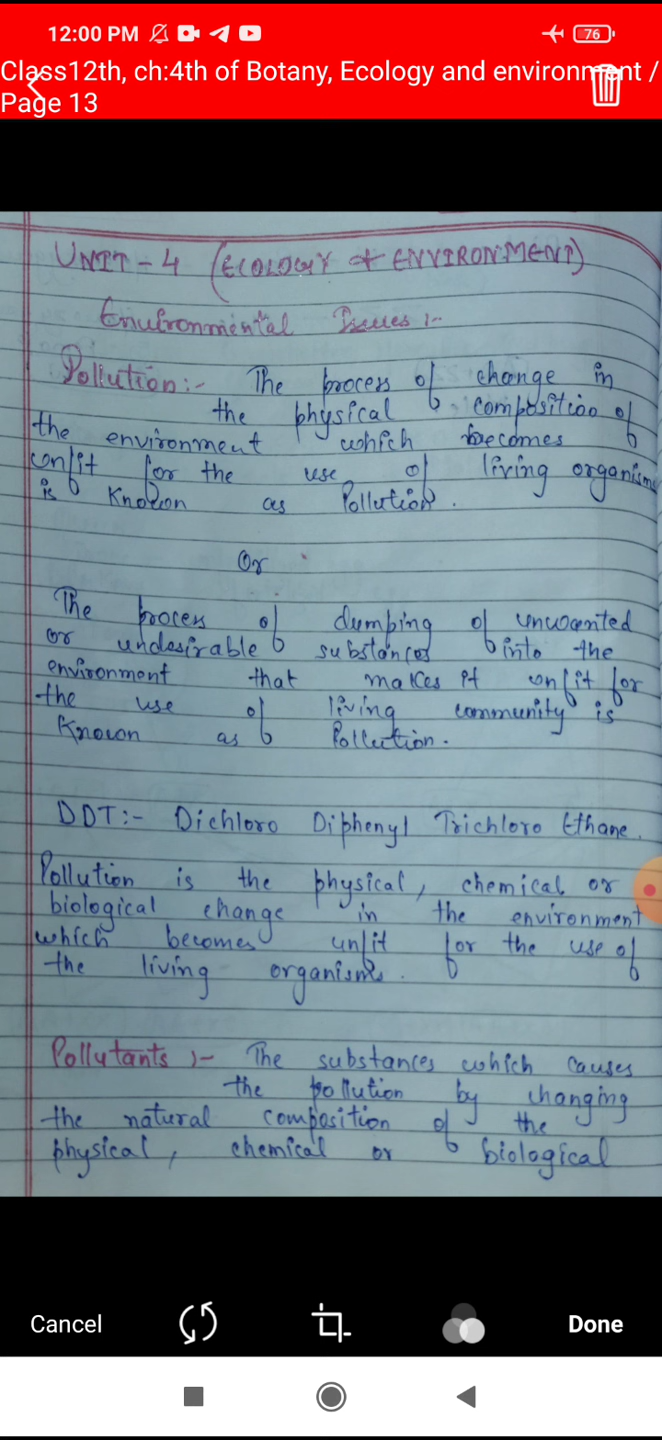 12:00 PM
76
Class12th, ch:4th of Botany, Ecology and environment /
Page 13
UNIT - 4 (ECOLOGY & ENVIRONMENT)
Environmental Issues :-
Pollution:- The process of change in
the physical composition of
the environment which becomes
unfit for the use of living organism
is Known as Pollution.
Or
The process of dumping of unwanted
or undesirable substances into the
environment that makes it unfit for
the use of living community is
Known as Pollution.
DDT:- Dichloro Diphenyl Trichloro Ethane.
Pollution is the physical, chemical or
biological change in the environment
which becomes unfit for the use of
the living organisms.
Pollutants :- The substances which causes
the pollution by changing
the natural composition of the
physical, chemical or biological
Cancel
Done